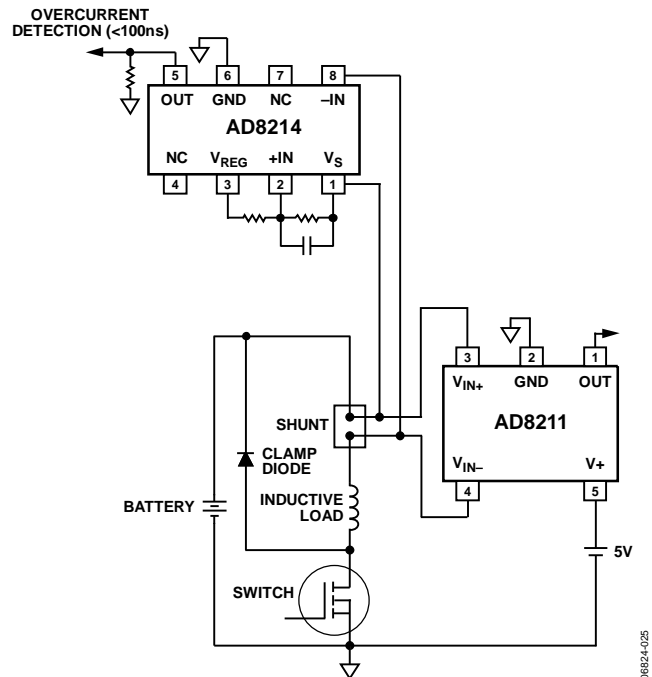 OVERCURRENT
DETECTION (<100ns)
5 6 7 8
OUT GND NC –IN
AD8214
NC VREG +IN VS
4 3 2 1
3 2 1
VIN+ GND OUT
AD8211
VIN– V+
4 5
SHUNT
CLAMP
DIODE
INDUCTIVE
LOAD
BATTERY
5V
SWITCH
06824-025